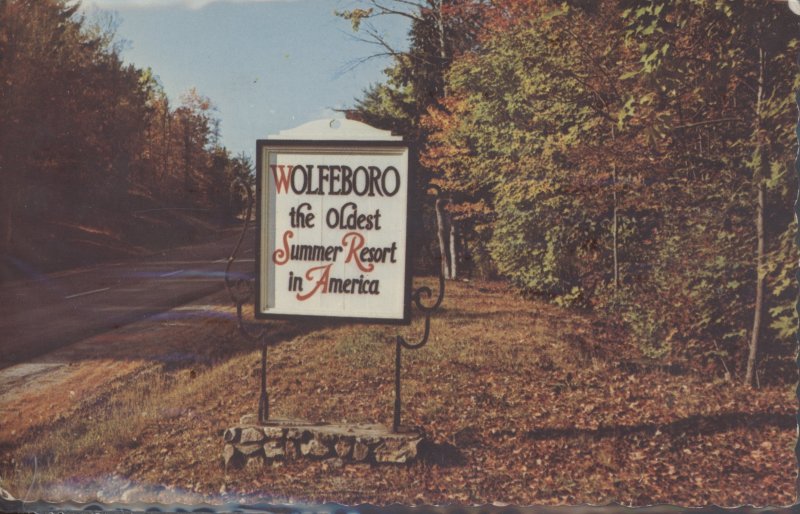 WOLFEBORO
the Oldest
Summer Resort
in America